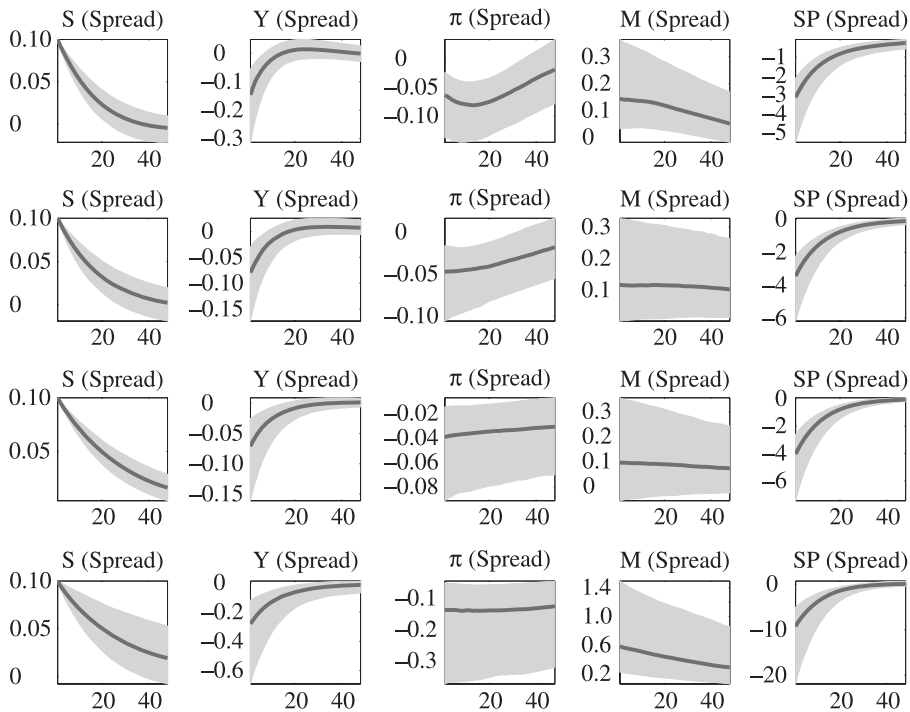 S (Spread) Y (Spread) π (Spread) M (Spread) SP (Spread)
0.10 0.05 0
0 −0.1 −0.2 −0.3
0 −0.05 −0.10
0.3 0.2 0.1 0
−1 −2 −3 −4 −5
20 40 20 40 20 40 20 40 20 40
S (Spread) Y (Spread) π (Spread) M (Spread) SP (Spread)
0.10 0.05 0
0 −0.05 −0.10 −0.15
0 −0.05 −0.10
0.3 0.2 0.1
0 −2 −4 −6
20 40 20 40 20 40 20 40 20 40
S (Spread) Y (Spread) π (Spread) M (Spread) SP (Spread)
0.10 0.05
0 −0.05 −0.10 −0.15
−0.02 −0.04 −0.06 −0.08
0.3 0.2 0.1 0
0 −2 −4 −6
20 40 20 40 20 40 20 40 20 40
S (Spread) Y (Spread) π (Spread) M (Spread) SP (Spread)
0.10 0.05 0
0 −0.2 −0.4 −0.6
−0.1 −0.2 −0.3
1.4 1.0 0.6 0.2
0 −10 −20
20 40 20 40 20 40 20 40 20 40